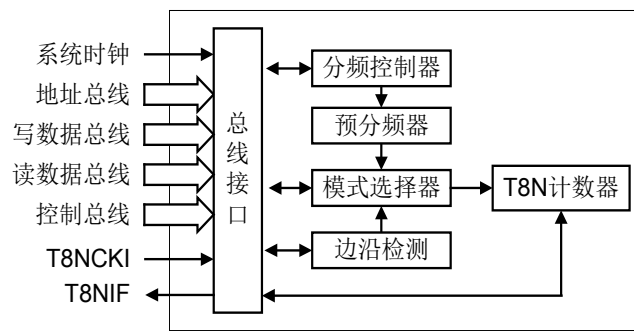 系统时钟
地址总线
写数据总线
读数据总线
控制总线
T8NCKI
T8NIF
总线接口
分频控制器
预分频器
模式选择器
边沿检测
T8N计数器